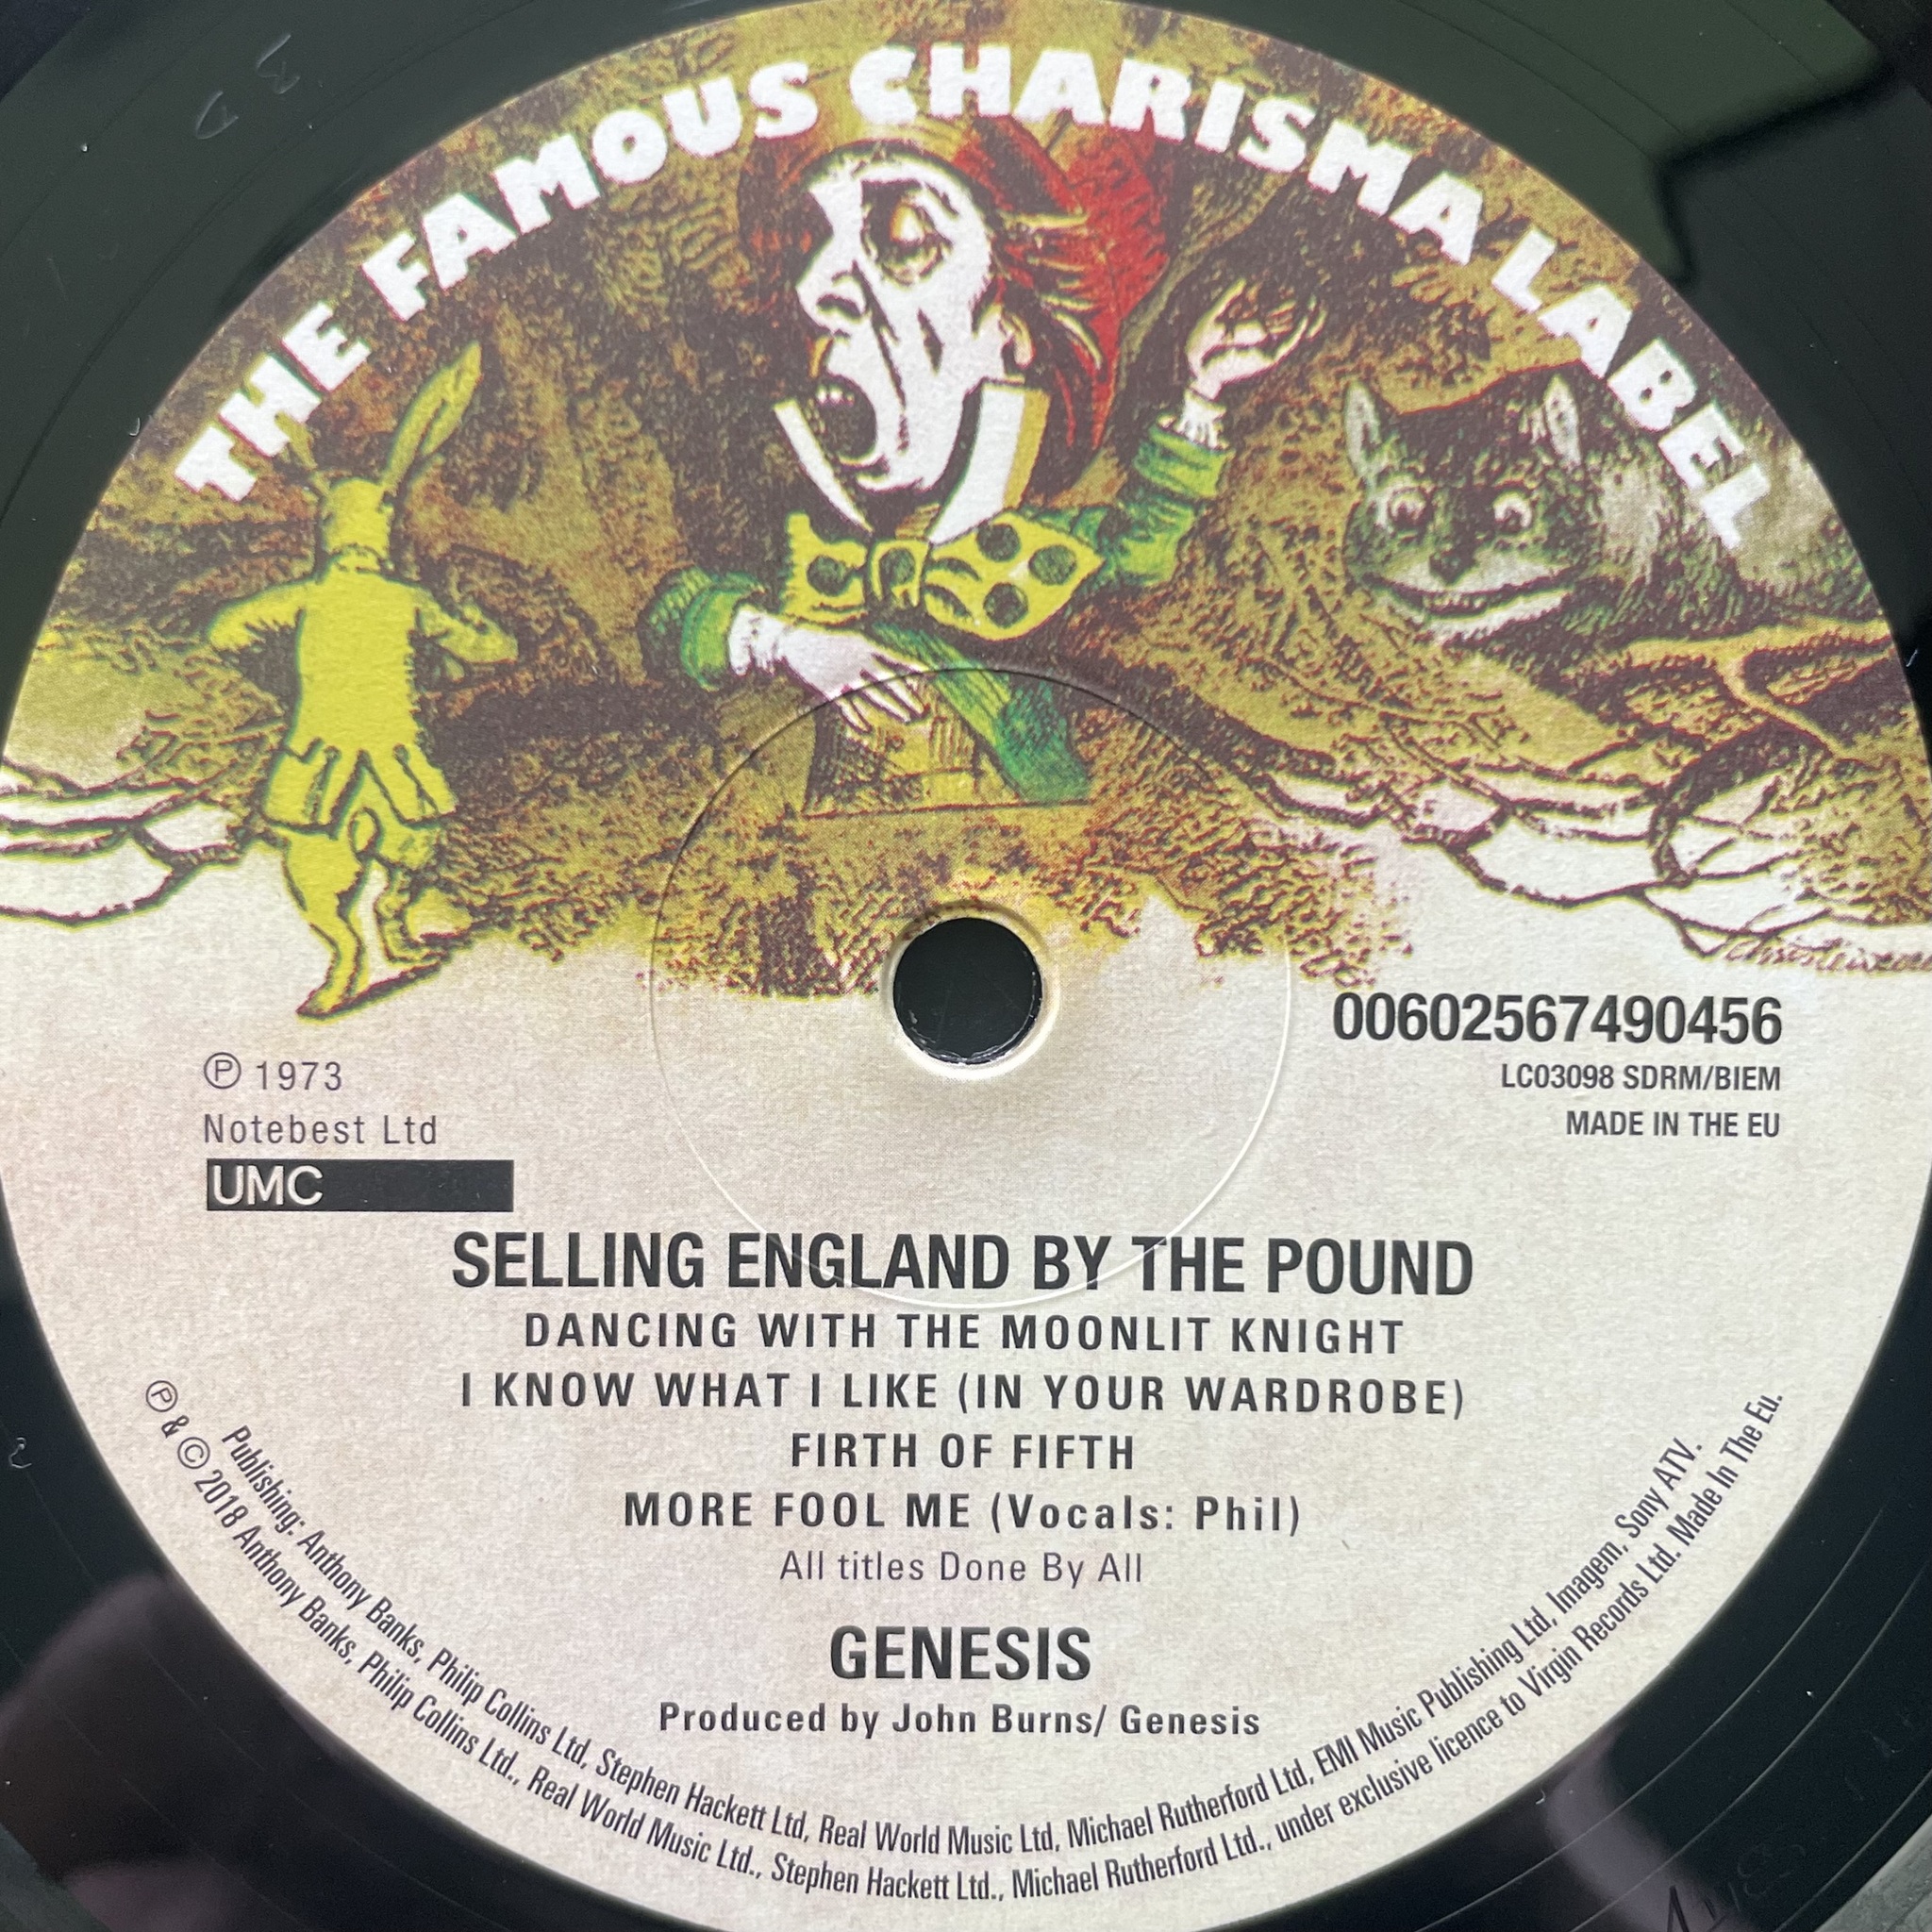 THE FAMOUS CHARISMA LABEL
℗ 1973
Notebest Ltd
UMC
00602567490456
LC03098 SDRM/BIEM
MADE IN THE EU
SELLING ENGLAND BY THE POUND
DANCING WITH THE MOONLIT KNIGHT
I KNOW WHAT I LIKE (IN YOUR WARDROBE)
FIRTH OF FIFTH
MORE FOOL ME (Vocals: Phil)
All titles Done By All
GENESIS
Produced by John Burns/ Genesis
Publishing: Anthony Banks, Philip Collins Ltd, Stephen Hackett Ltd, Real World Music Ltd, Michael Rutherford Ltd, EMI Music Publishing Ltd, Imagem, Sony ATV.
℗ & © 2018 Anthony Banks, Philip Collins Ltd., Real World Music Ltd., Stephen Hackett Ltd., Michael Rutherford Ltd., under exclusive licence to Virgin Records Ltd. Made In The Eu.